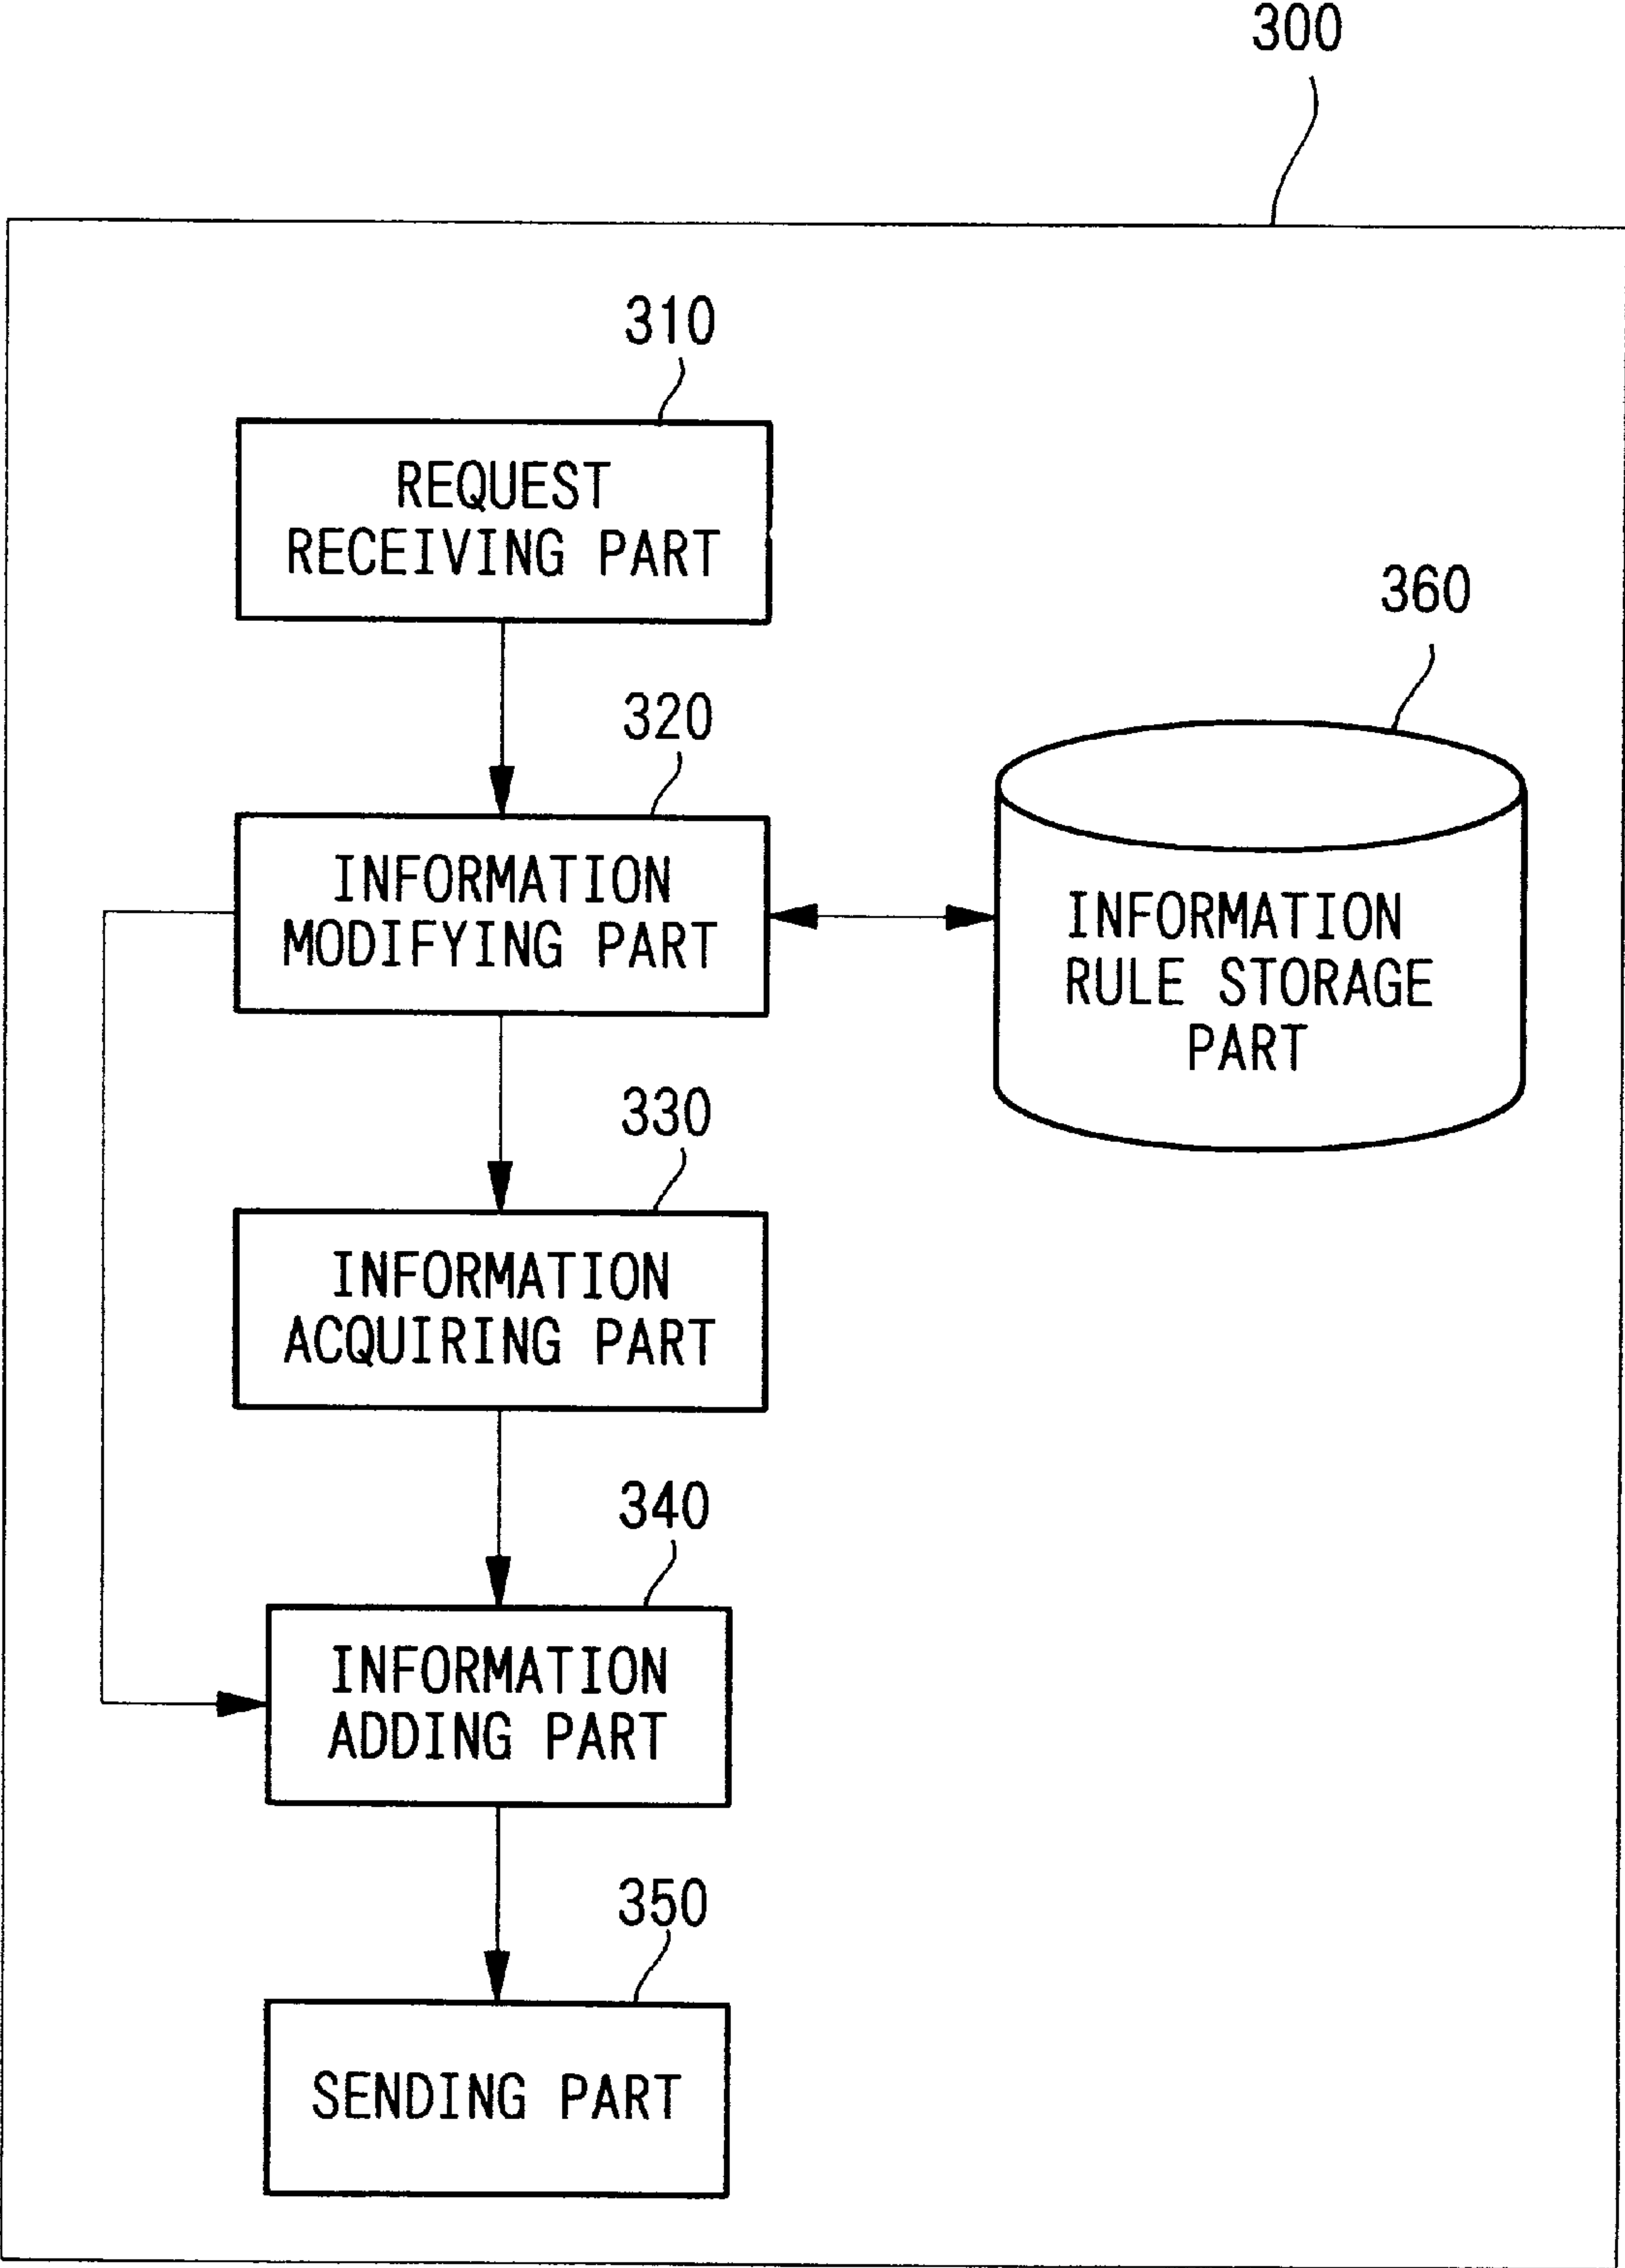 300
310
REQUEST
RECEIVING PART
360
320
INFORMATION
MODIFYING PART
INFORMATION
RULE STORAGE
PART
330
INFORMATION
ACQUIRING PART
340
INFORMATION
ADDING PART
350
SENDING PART